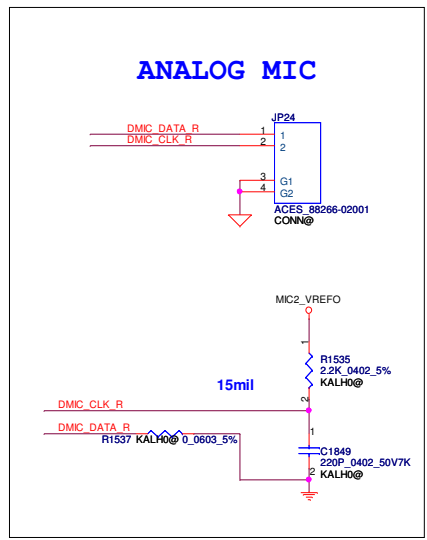 ANALOG MIC
JP24
DMIC_DATA_R 1 1
DMIC_CLK_R 2 2
3 G1
4 G2
ACES_88266-02001
CONN@
MIC2_VREFO
1
R1535
2.2K_0402_5%
KALH0@
15mil
2
DMIC_CLK_R
DMIC_DATA_R
1
R1537 KALH0@ 0_0603_5%
C1849
220P_0402_50V7K
2
KALH0@